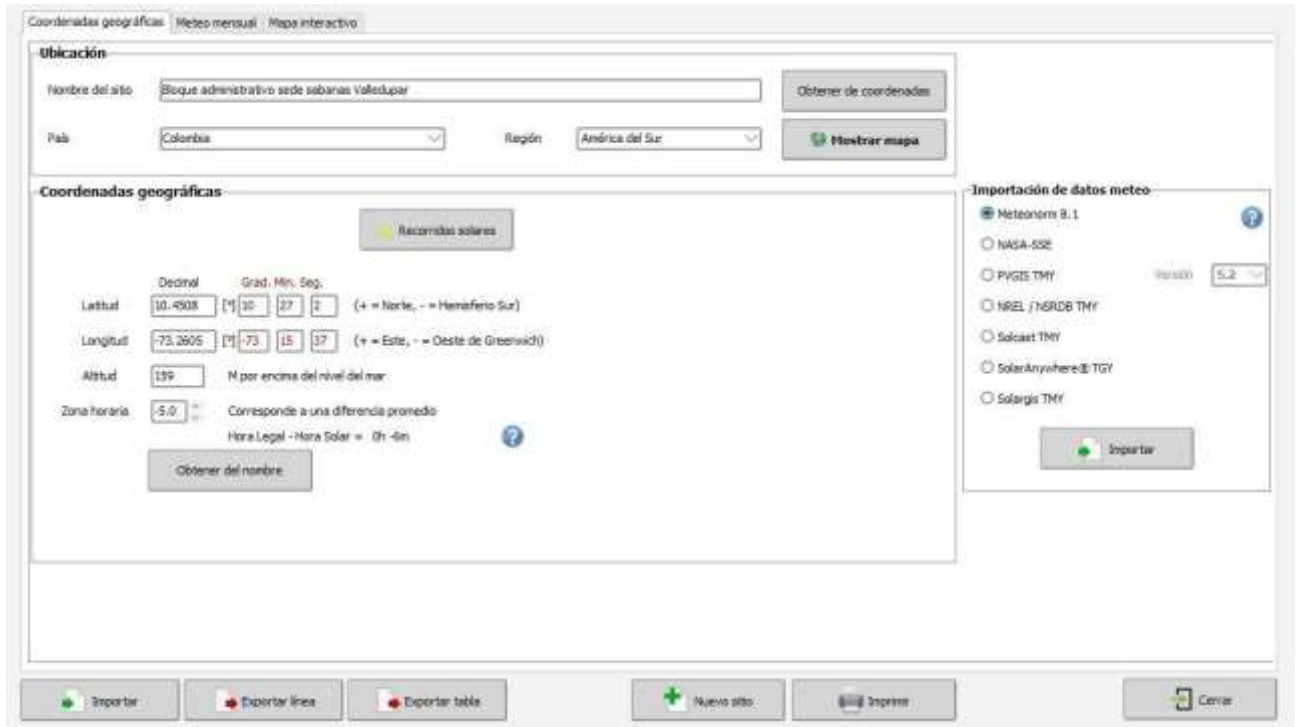 Coordenadas geográficas Meteo mensual Mapa interactivo
Ubicación
Nombre del sitio Bloque administrativo sede sabanas Valledupar Obtener de coordenadas
País Colombia Región América del Sur Mostrar mapa
Coordenadas geográficas
Recorridos solares
Decimal Grad. Min. Seg.
Latitud 10.4508 [°] 10 27 2 (+ = Norte, - = Hemisferio Sur)
Longitud -73.2605 [°] -73 15 37 (+ = Este, - = Oeste de Greenwich)
Altitud 159 M por encima del nivel del mar
Zona horaria -5.0 Corresponde a una diferencia promedio
Hora Legal - Hora Solar = 0h -6m
Obtener del nombre
Importación de datos meteo
Meteonorm 8.1
NASA-SSE
PVGIS TMY Versión 5.2
NREL / NSRDB TMY
Solcast TMY
SolarAnywhere® TGY
Solargis TMY
Importar
Importar Exportar línea Exportar tabla Nuevo sitio Imprimir Cerrar